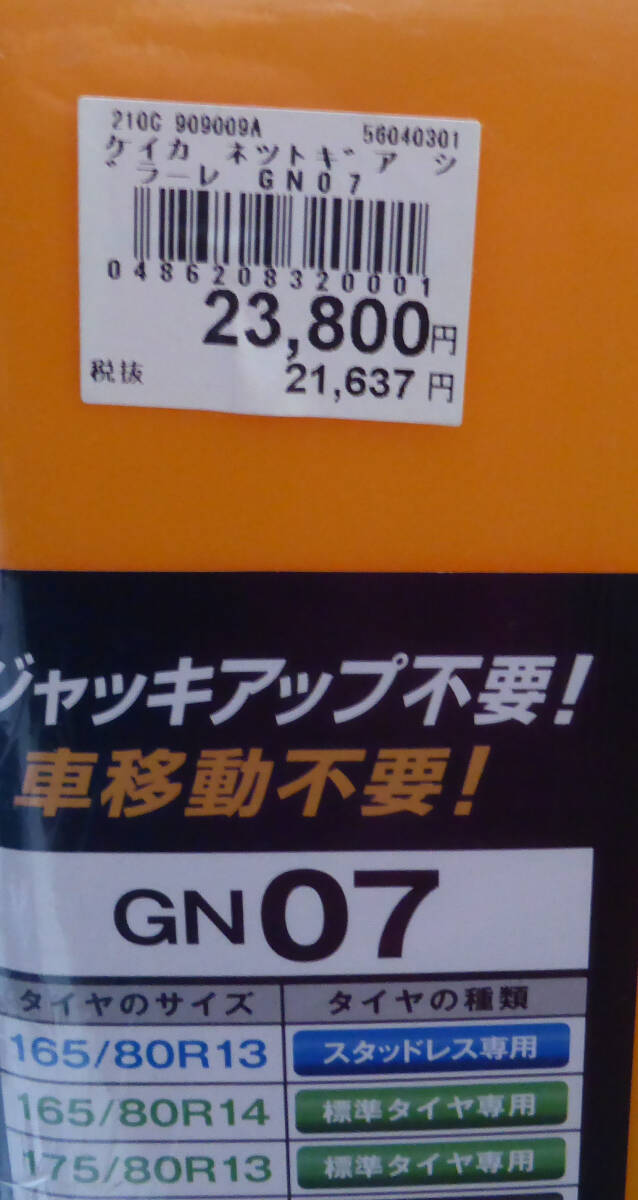 210C 909009A 56040301
ケイカ ネツトギア シ
ﾞラーレ GN07
0486208320001
23,800円
税抜 21,637円
ジャッキアップ不要!
車移動不要!
GN07
タイヤのサイズ タイヤの種類
165/80R13 スタッドレス専用
165/80R14 標準タイヤ専用
175/80R13 標準タイヤ専用